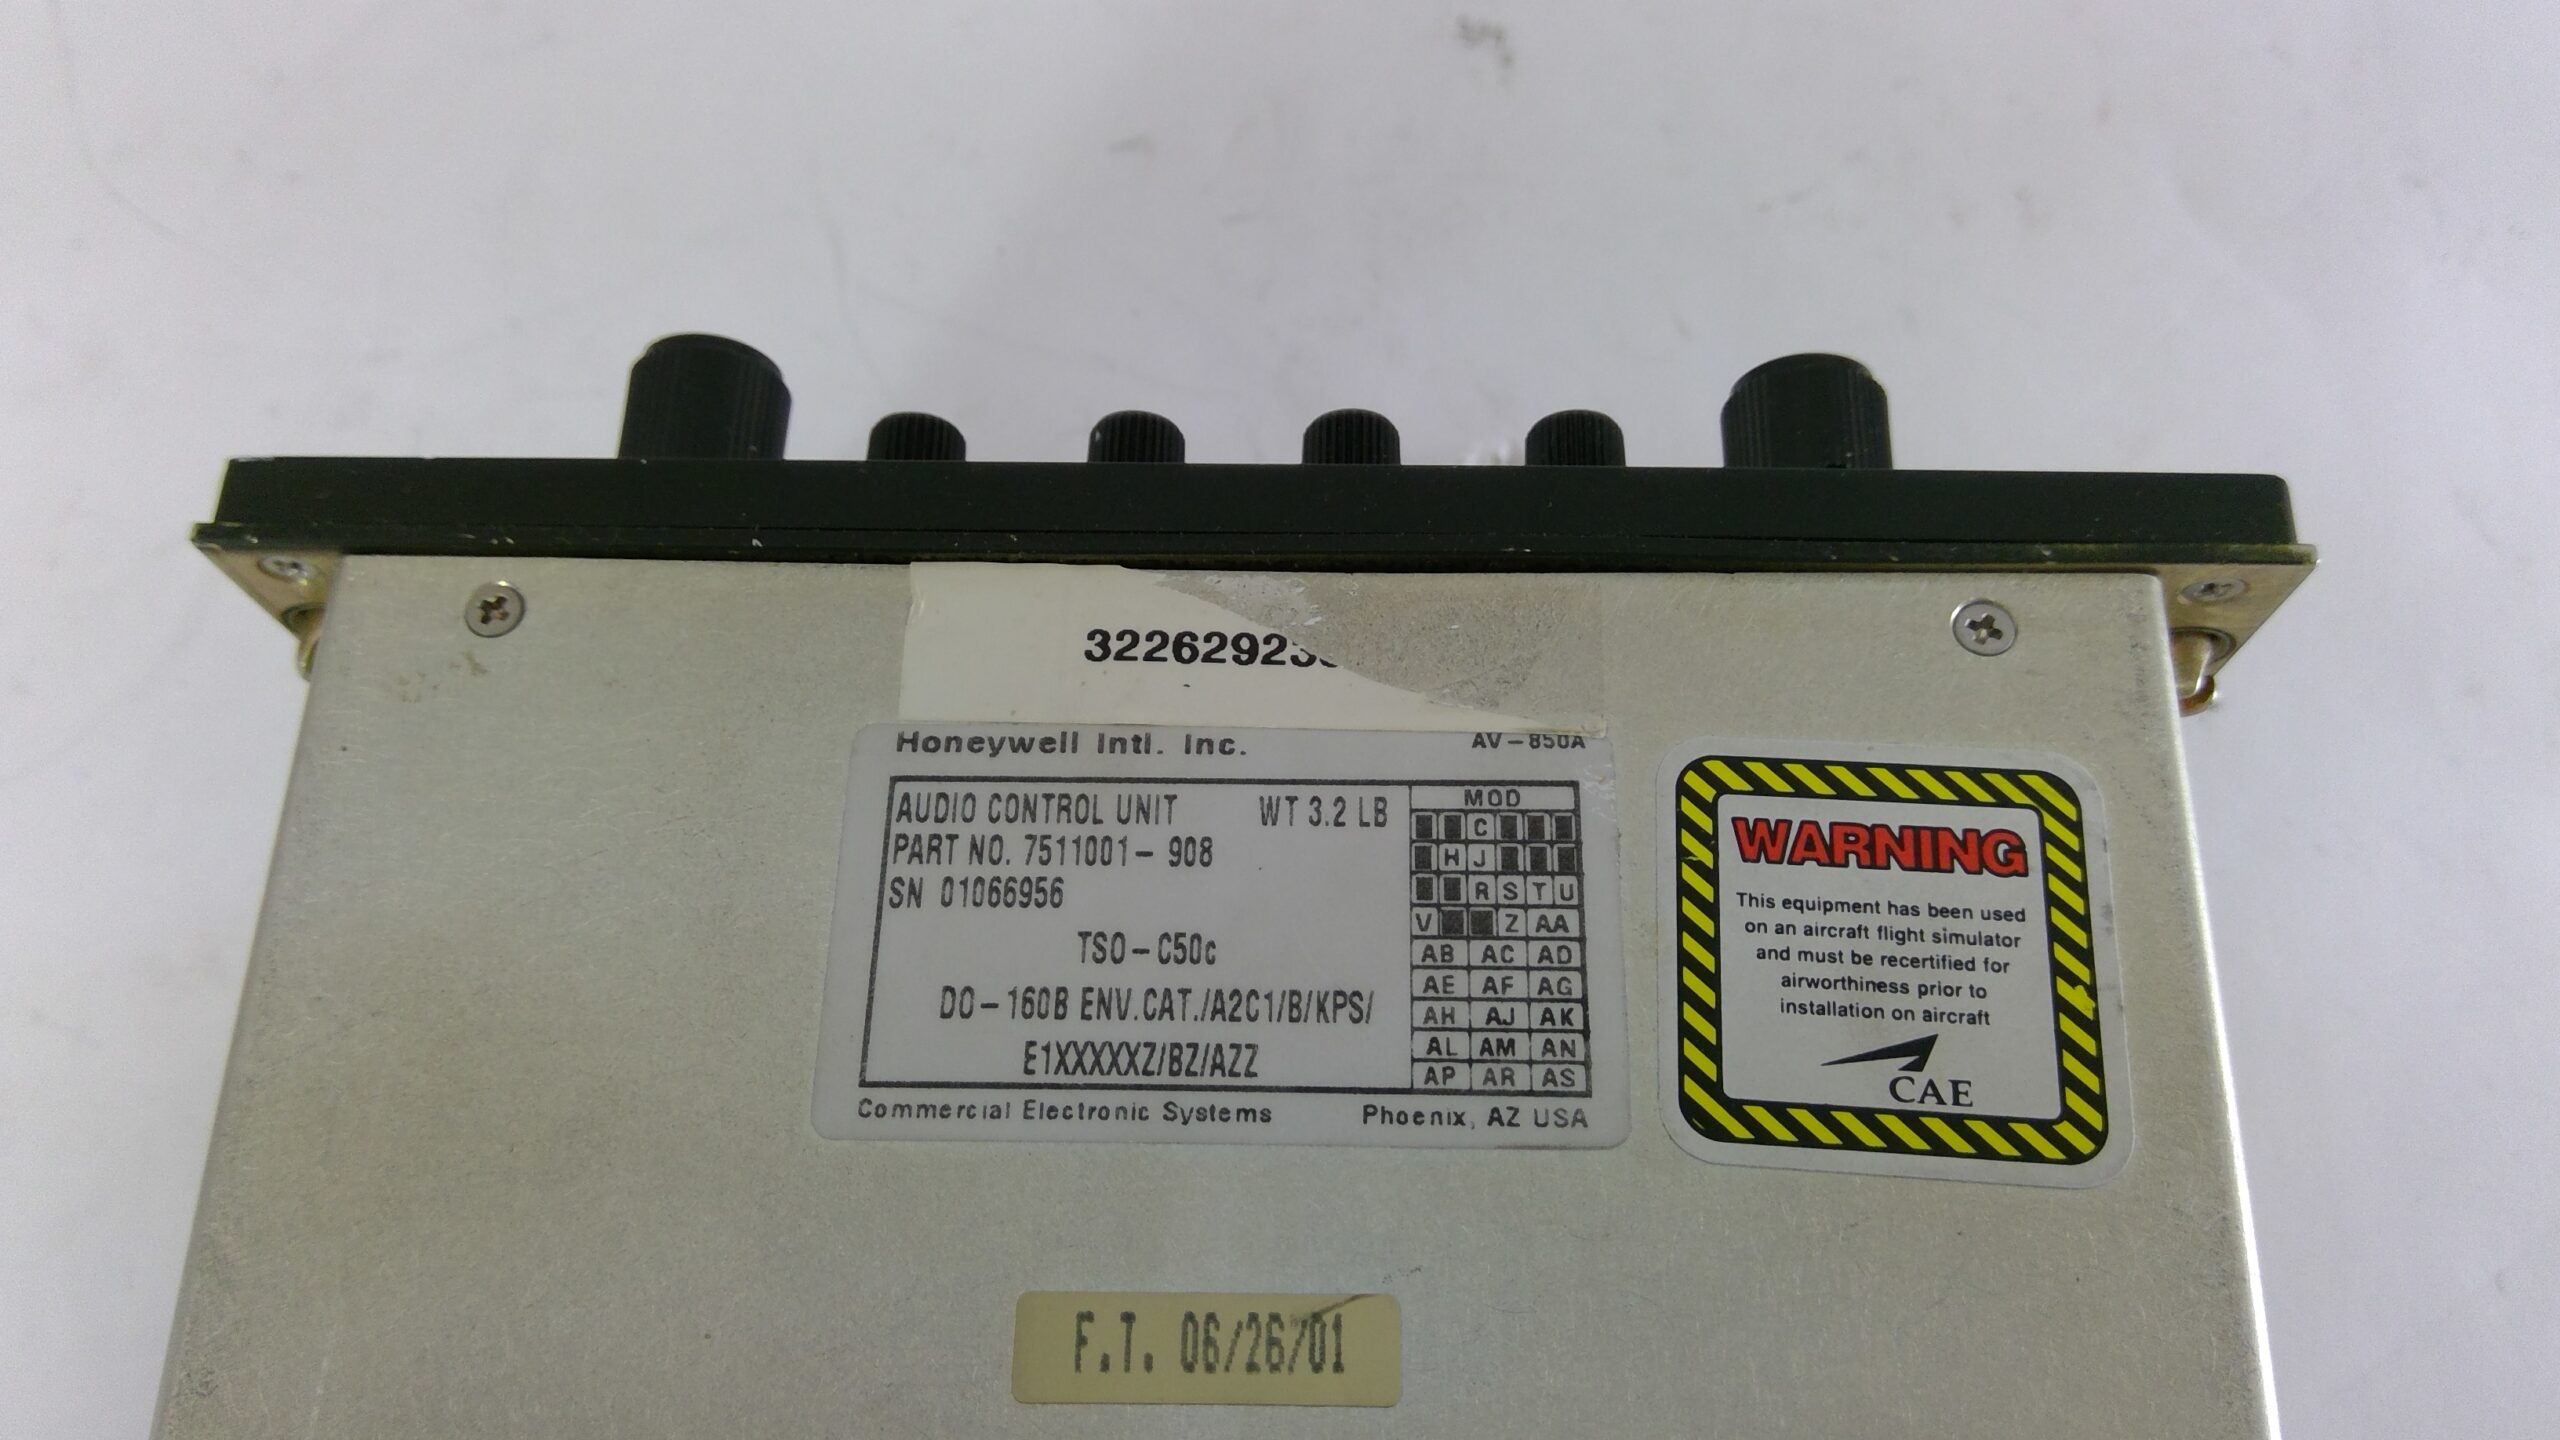 32262923
Honeywell Intl. Inc. AV-850A
AUDIO CONTROL UNIT WT 3.2 LB
PART NO. 7511001-908
SN 01066956
TSO-C50c
DO-160B ENV.CAT./A2C1/B/KPS/
E1XXXXXZ/BZ/AZZ
MOD
C
H J
R S T U
V Z AA
AB AC AD
AE AF AG
AH AJ AK
AL AM AN
AP AR AS
Commercial Electronic Systems Phoenix, AZ USA
WARNING
This equipment has been used
on an aircraft flight simulator
and must be recertified for
airworthiness prior to
installation on aircraft
CAE
F.T. 06/26/01